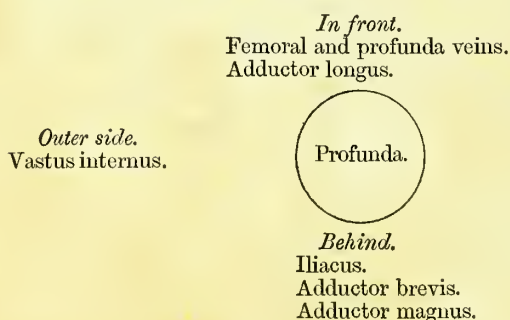 In front.
Femoral and profunda veins.
Adductor longus.
Outer side.
Vastus internus.
Profunda.
Behind.
Iliacus.
Adductor brevis.
Adductor magnus.